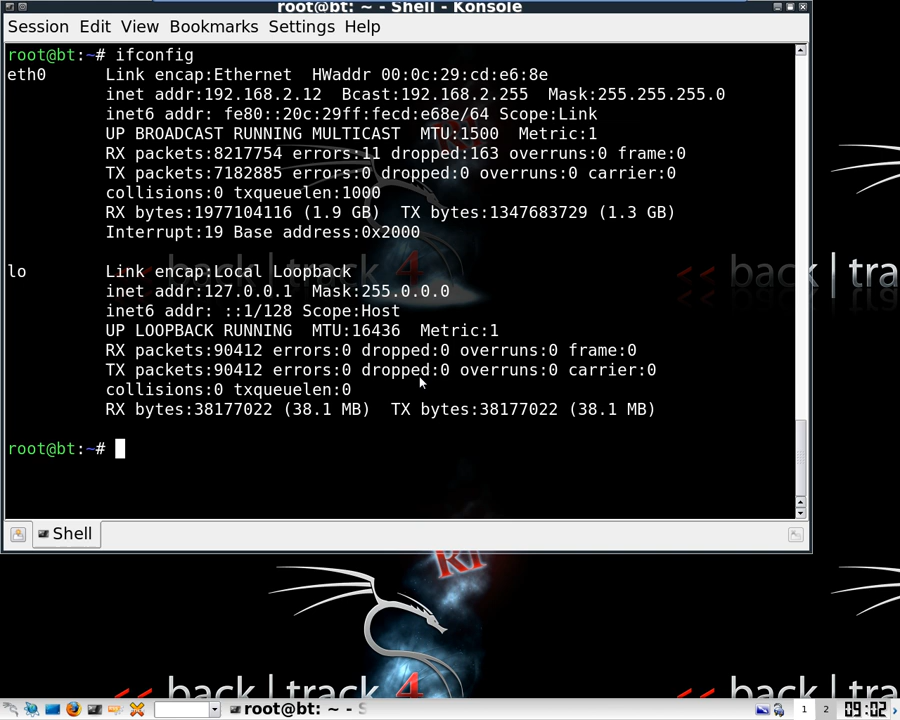 root@bt: ~ - Shell - Konsole
Session Edit View Bookmarks Settings Help
root@bt:~# ifconfig
eth0 Link encap:Ethernet HWaddr 00:0c:29:cd:e6:8e
inet addr:192.168.2.12 Bcast:192.168.2.255 Mask:255.255.255.0
inet6 addr: fe80::20c:29ff:fecd:e68e/64 Scope:Link
UP BROADCAST RUNNING MULTICAST MTU:1500 Metric:1
RX packets:8217754 errors:11 dropped:163 overruns:0 frame:0
TX packets:7182885 errors:0 dropped:0 overruns:0 carrier:0
collisions:0 txqueuelen:1000
RX bytes:1977104116 (1.9 GB) TX bytes:1347683729 (1.3 GB)
Interrupt:19 Base address:0x2000
lo Link encap:Local Loopback
inet addr:127.0.0.1 Mask:255.0.0.0
inet6 addr: ::1/128 Scope:Host
UP LOOPBACK RUNNING MTU:16436 Metric:1
RX packets:90412 errors:0 dropped:0 overruns:0 frame:0
TX packets:90412 errors:0 dropped:0 overruns:0 carrier:0
collisions:0 txqueuelen:0
RX bytes:38177022 (38.1 MB) TX bytes:38177022 (38.1 MB)
root@bt:~#
<< back | tra
Shell
<< back | track 4 << back | tra
root@bt: ~ - S
1 2 09:02